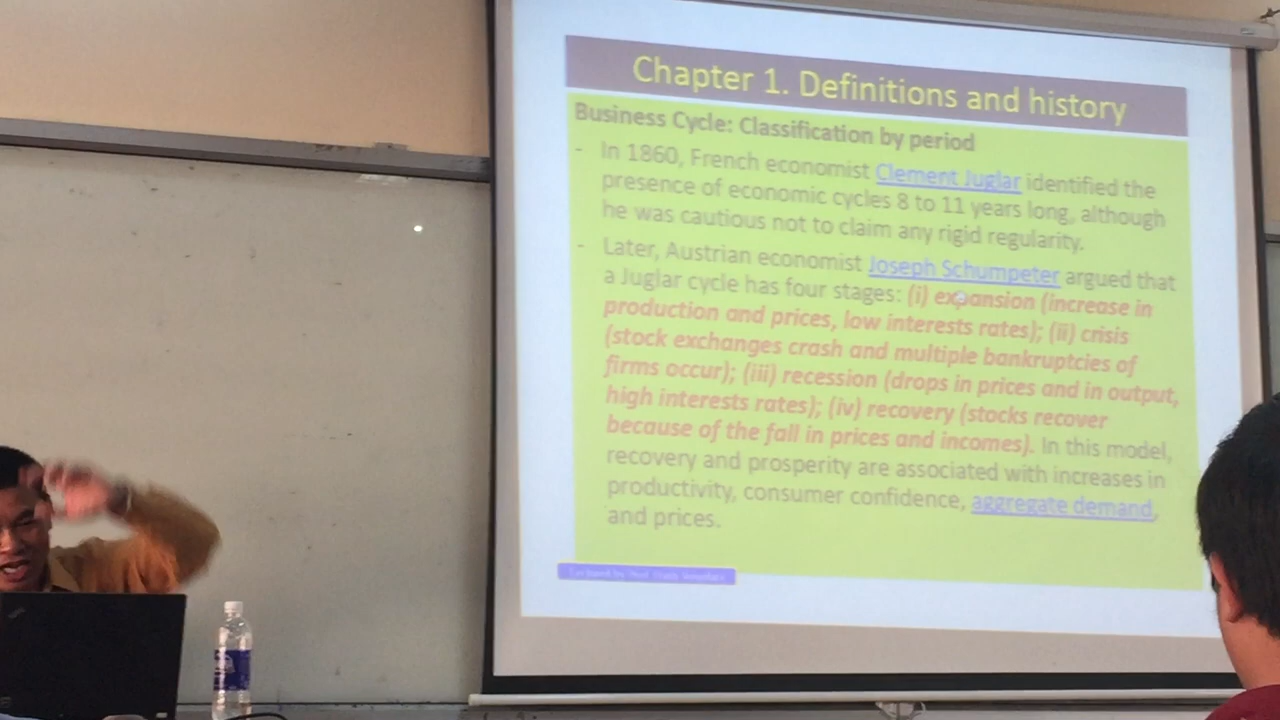 Chapter 1. Definitions and history
Business Cycle: Classification by period
- In 1860, French economist Clement Juglar identified the
presence of economic cycles 8 to 11 years long, although
he was cautious not to claim any rigid regularity.
- Later, Austrian economist Joseph Schumpeter argued that
a Juglar cycle has four stages: (i) expansion (increase in
production and prices, low interests rates); (ii) crisis
(stock exchanges crash and multiple bankruptcies of
firms occur); (iii) recession (drops in prices and in output,
high interests rates); (iv) recovery (stocks recover
because of the fall in prices and incomes). In this model,
recovery and prosperity are associated with increases in
productivity, consumer confidence, aggregate demand,
and prices.
Lectured by Prof.